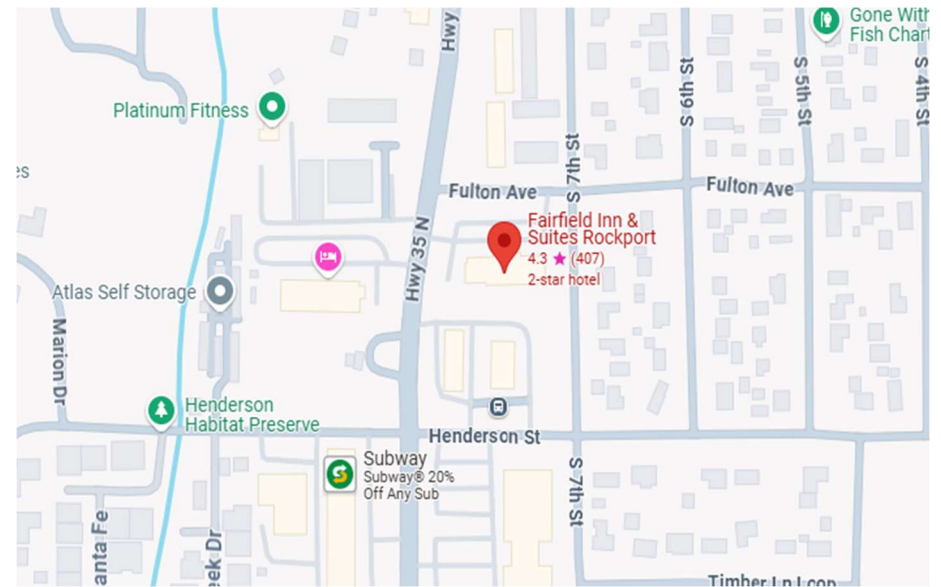 Hwy
Gone With
Fish Chart
Platinum Fitness
S 6th St
S 5th St
S 4th St
S 7th St
es
Fulton Ave
Fulton Ave
Fairfield Inn &
Suites Rockport
4.3 ★ (407)
2-star hotel
Hwy 35 N
Atlas Self Storage
Marion Dr
Henderson
Habitat Preserve
Henderson St
Subway
Subway® 20%
Off Any Sub
S 7th St
anta Fe
eek Dr
Timber Ln Loop